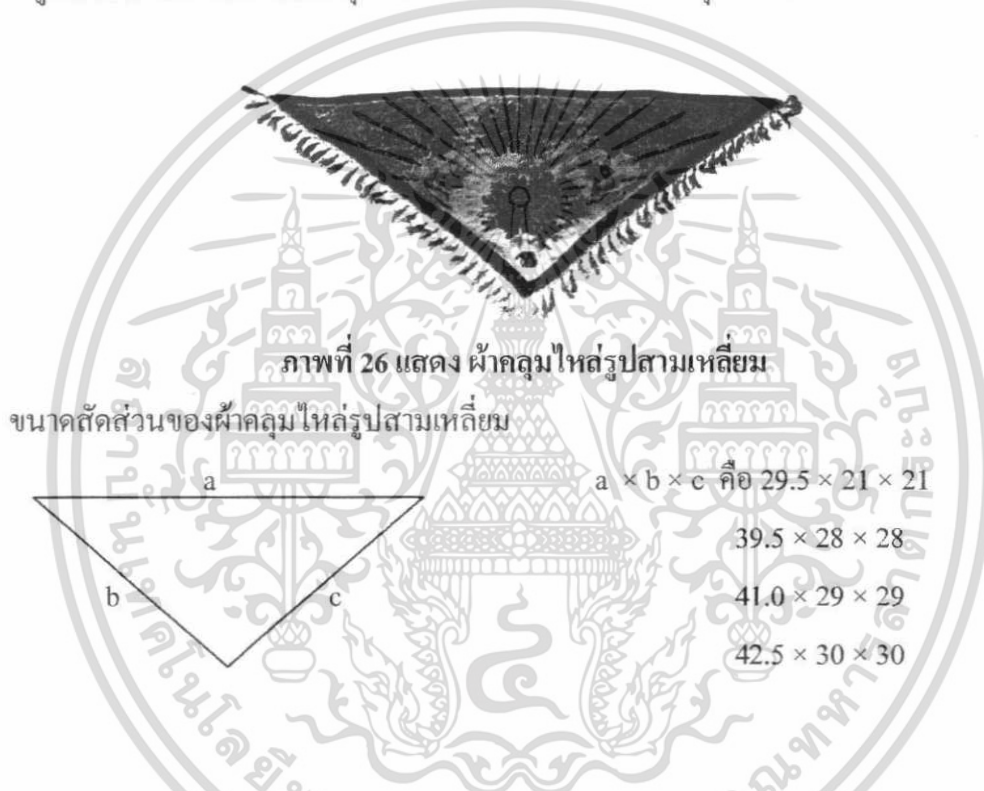 ภาพที่ 26 แสดง ผ้าคลุมไหล่รูปสามเหลี่ยม
ขนาดสัดส่วนของผ้าคลุมไหล่รูปสามเหลี่ยม
a
b
c
a × b × c คือ 29.5 × 21 × 21
39.5 × 28 × 28
41.0 × 29 × 29
42.5 × 30 × 30